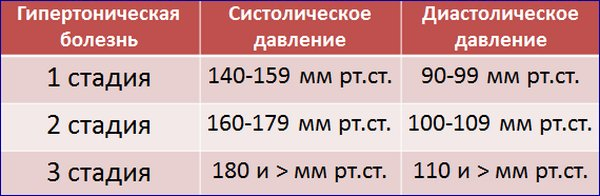 Гипертоническая болезнь Систолическое давление Диастолическое давление
1 стадия 140-159 мм рт.ст. 90-99 мм рт.ст.
2 стадия 160-179 мм рт.ст. 100-109 мм рт.ст.
3 стадия 180 и > мм рт.ст. 110 и > мм рт.ст.